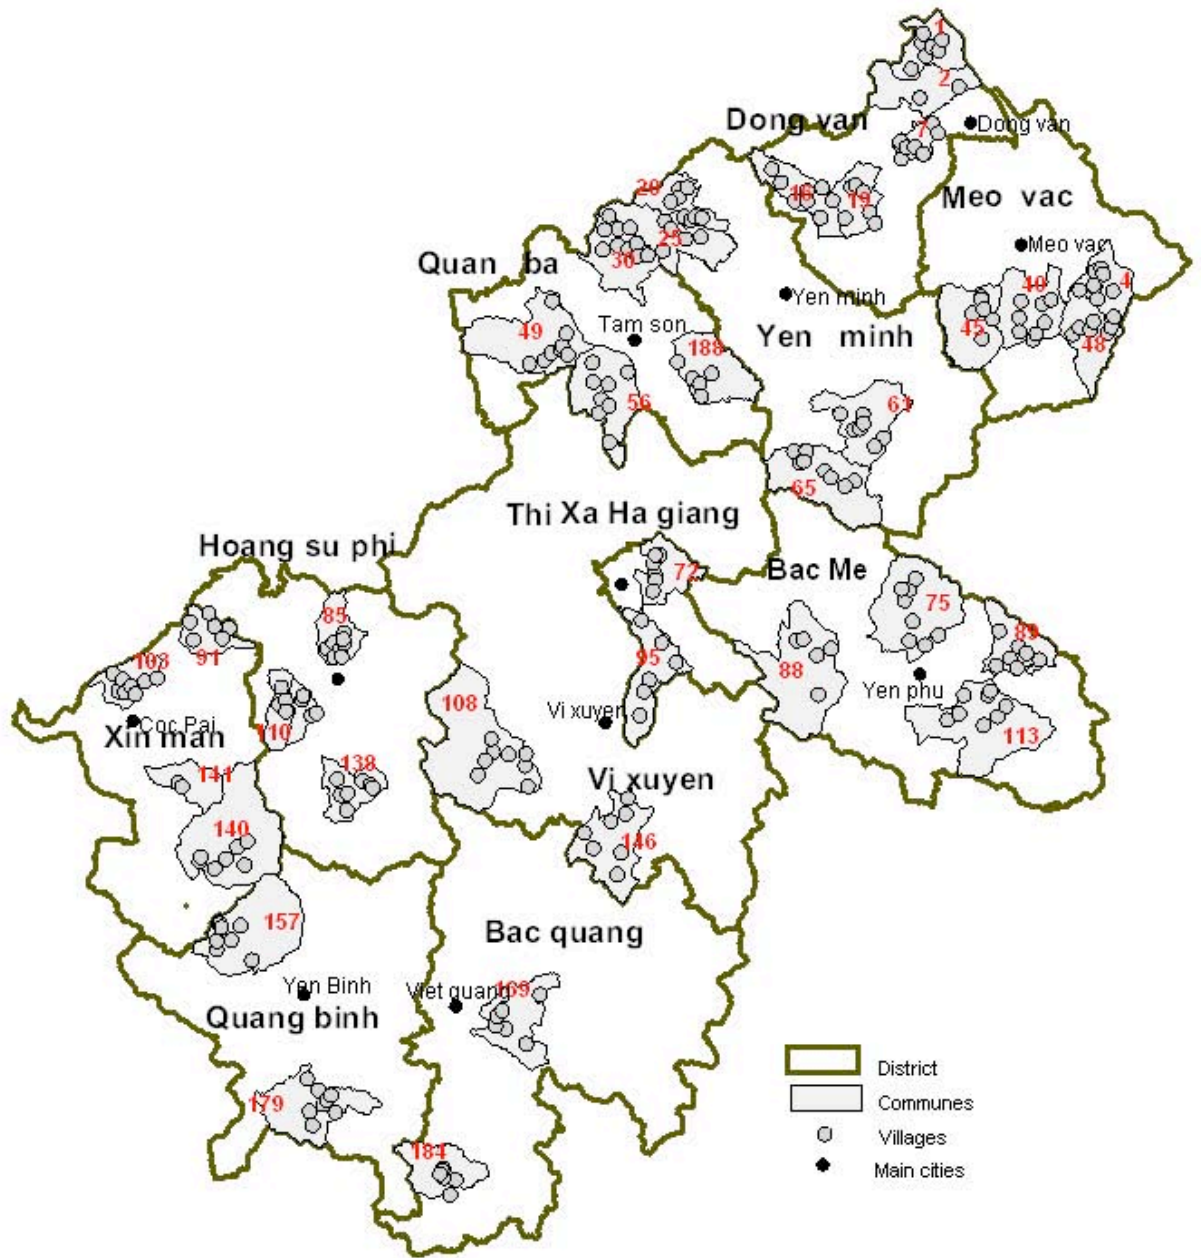 1
2
Dong van
7
Dong van
20
16
19
Meo vac
25
Meo vac
Quan ba
30
40
4
Yen minh
Tam son
49
45
Yen minh
188
48
56
61
65
Thi Xa Ha giang
Hoang su phi
72
Bac Me
85
75
91
103
95
89
88
108
Yen phu
Vi xuyen
110
Coc Pai
Xin man
113
138
141
Vi xuyen
140
146
157
Bac quang
Yen Binh
Viet quang
169
Quang binh
District
Communes
179
Villages
184
Main cities